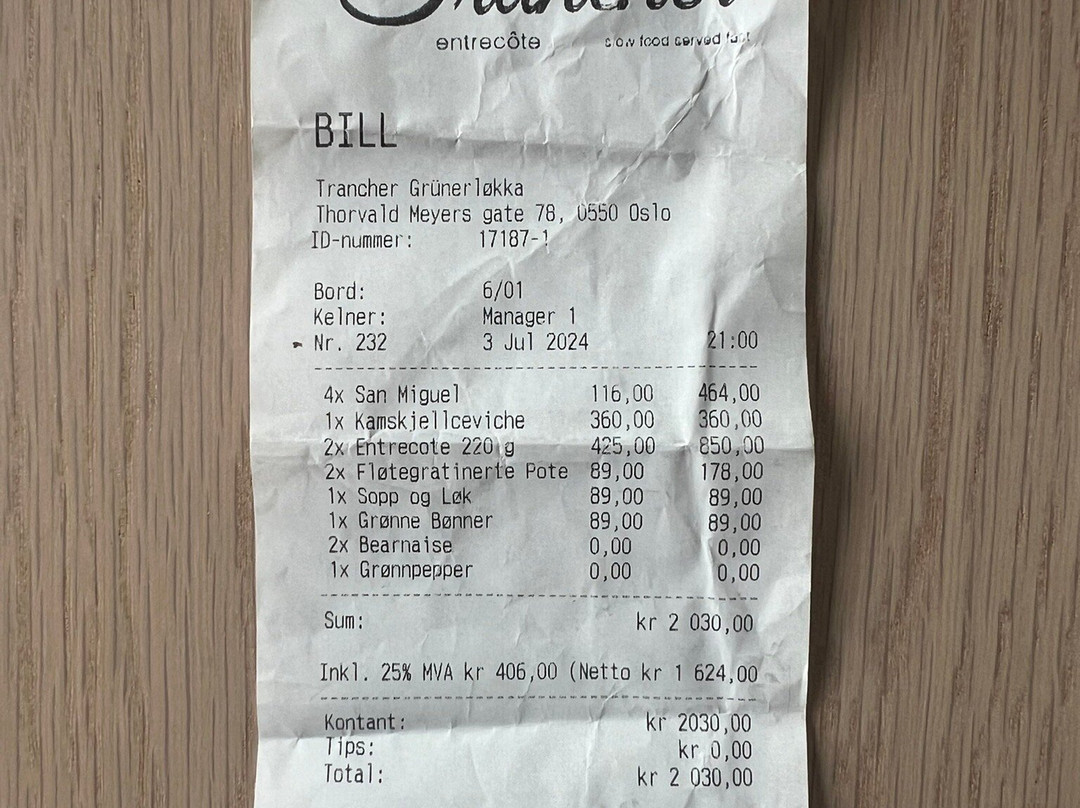 entrecôte slow food served fast
BILL
Trancher Grünerløkka
Thorvald Meyers gate 78, 0550 Oslo
ID-nummer: 17187-1
Bord: 6/01
Kelner: Manager 1
Nr. 232 3 Jul 2024 21:00
4x San Miguel 116,00 464,00
1x Kamskjellceviche 360,00 360,00
2x Entrecote 220 g 425,00 850,00
2x Fløtegratinerte Pote 89,00 178,00
1x Sopp og Løk 89,00 89,00
1x Grønne Bønner 89,00 89,00
2x Bearnaise 0,00 0,00
1x Grønnpepper 0,00 0,00
Sum: kr 2 030,00
Inkl. 25% MVA kr 406,00 (Netto kr 1 624,00
Kontant: kr 2030,00
Tips: kr 0,00
Total: kr 2 030,00